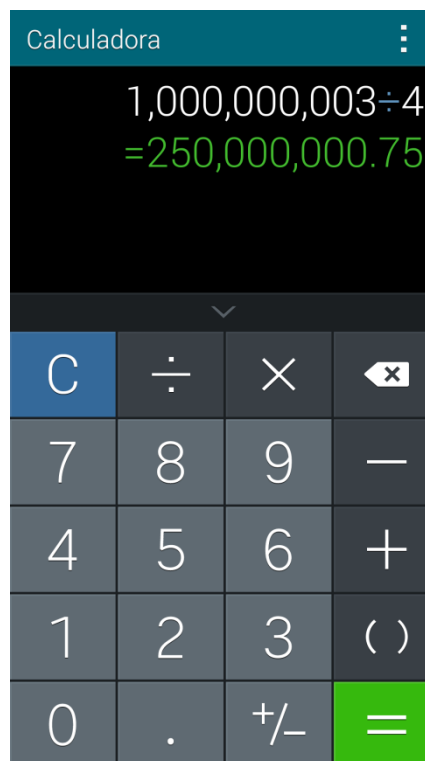 Calculadora
1,000,000,003÷4
=250,000,000.75
C ÷ ×
7 8 9 −
4 5 6 +
1 2 3 ( )
0 . +/− =